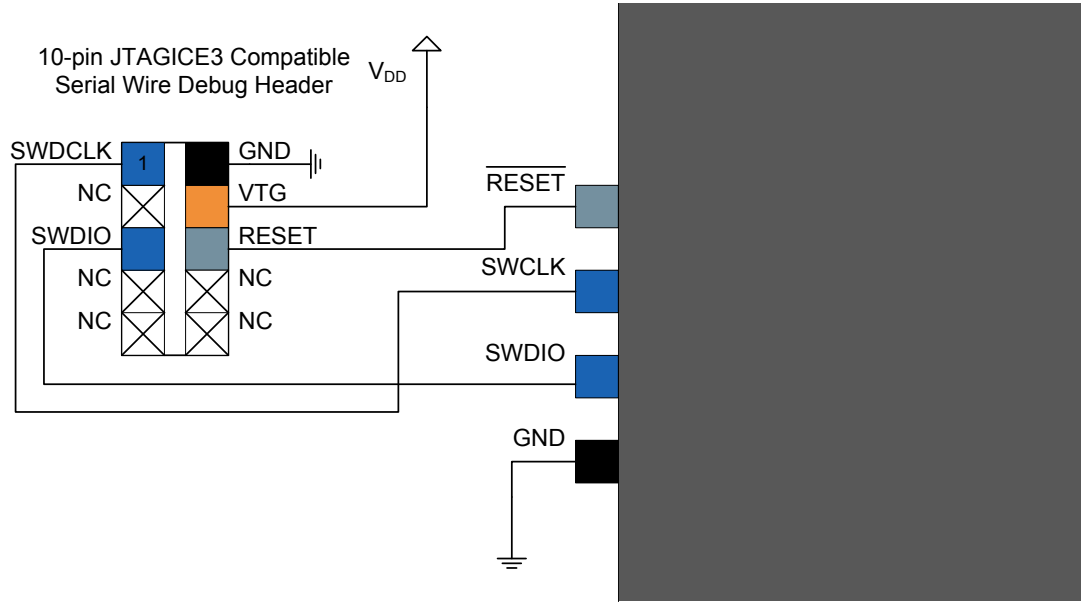 10-pin JTAGICE3 Compatible
Serial Wire Debug Header
VDD
SWDCLK
1
GND
NC
VTG
SWDIO
RESET
NC
NC
NC
NC
RESET
SWCLK
SWDIO
GND